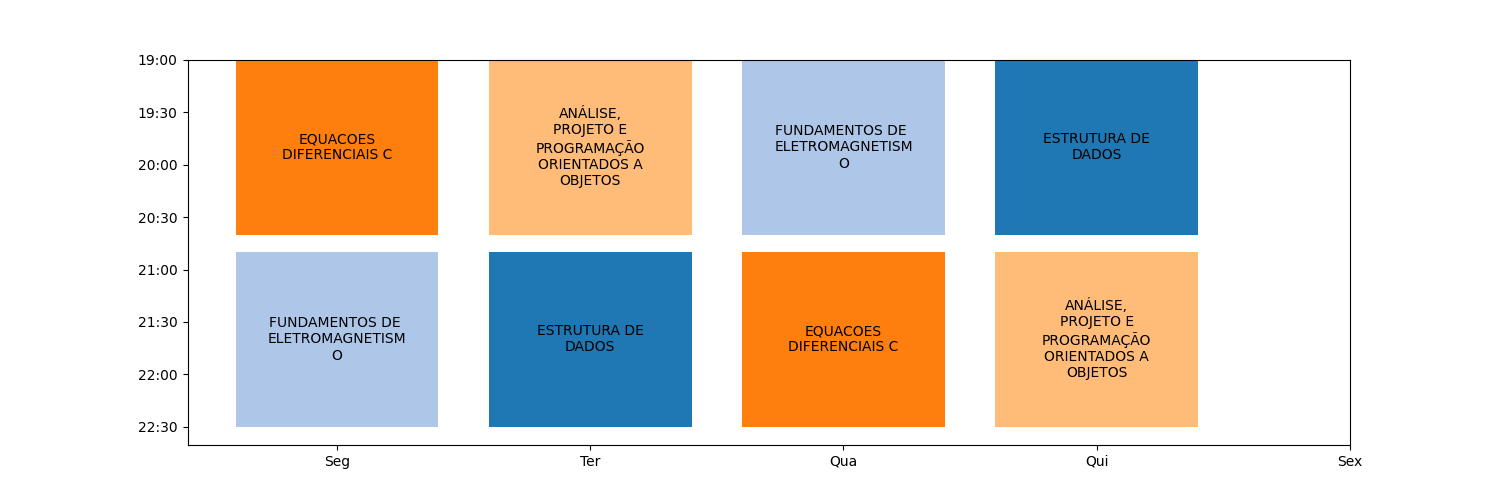 19:00
19:30
20:00
20:30
21:00
21:30
22:00
22:30
EQUACOES
DIFERENCIAIS C
ANÁLISE,
PROJETO E
PROGRAMAÇÃO
ORIENTADOS A
OBJETOS
FUNDAMENTOS DE
ELETROMAGNETISM
O
ESTRUTURA DE
DADOS
FUNDAMENTOS DE
ELETROMAGNETISM
O
ESTRUTURA DE
DADOS
EQUACOES
DIFERENCIAIS C
ANÁLISE,
PROJETO E
PROGRAMAÇÃO
ORIENTADOS A
OBJETOS
Seg
Ter
Qua
Qui
Sex